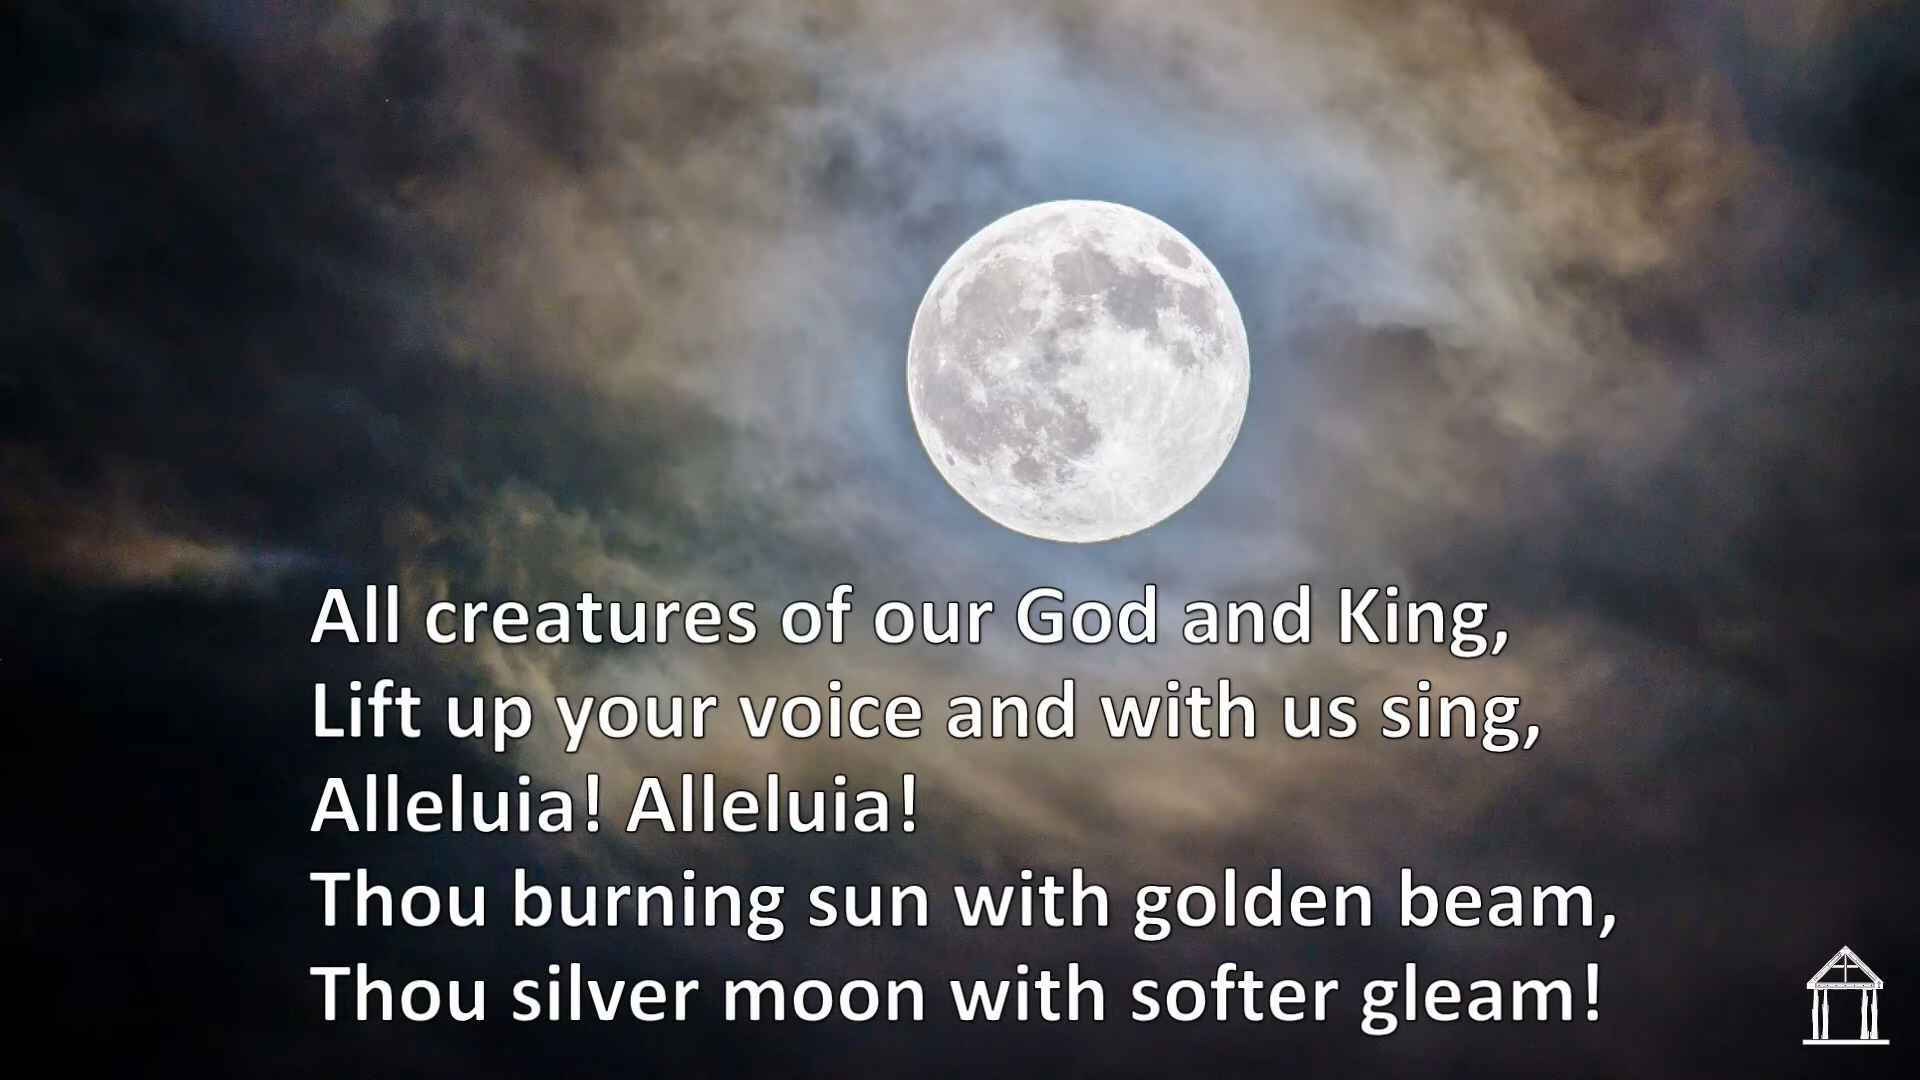 All creatures of our God and King,
Lift up your voice and with us sing,
Alleluia! Alleluia!
Thou burning sun with golden beam,
Thou silver moon with softer gleam!